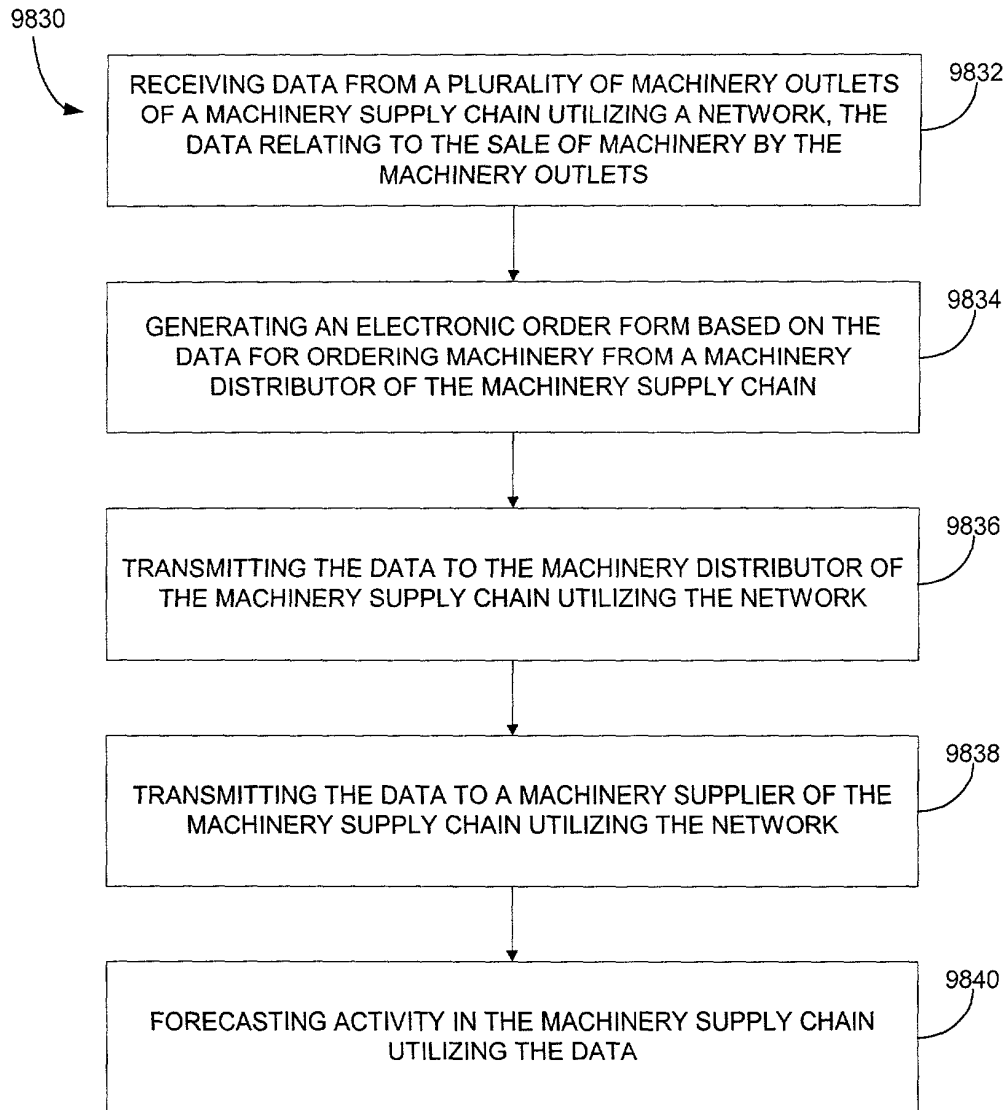 9830
RECEIVING DATA FROM A PLURALITY OF MACHINERY OUTLETS
OF A MACHINERY SUPPLY CHAIN UTILIZING A NETWORK, THE
DATA RELATING TO THE SALE OF MACHINERY BY THE
MACHINERY OUTLETS
9832
GENERATING AN ELECTRONIC ORDER FORM BASED ON THE
DATA FOR ORDERING MACHINERY FROM A MACHINERY
DISTRIBUTOR OF THE MACHINERY SUPPLY CHAIN
9834
TRANSMITTING THE DATA TO THE MACHINERY DISTRIBUTOR OF
THE MACHINERY SUPPLY CHAIN UTILIZING THE NETWORK
9836
TRANSMITTING THE DATA TO A MACHINERY SUPPLIER OF THE
MACHINERY SUPPLY CHAIN UTILIZING THE NETWORK
9838
FORECASTING ACTIVITY IN THE MACHINERY SUPPLY CHAIN
UTILIZING THE DATA
9840